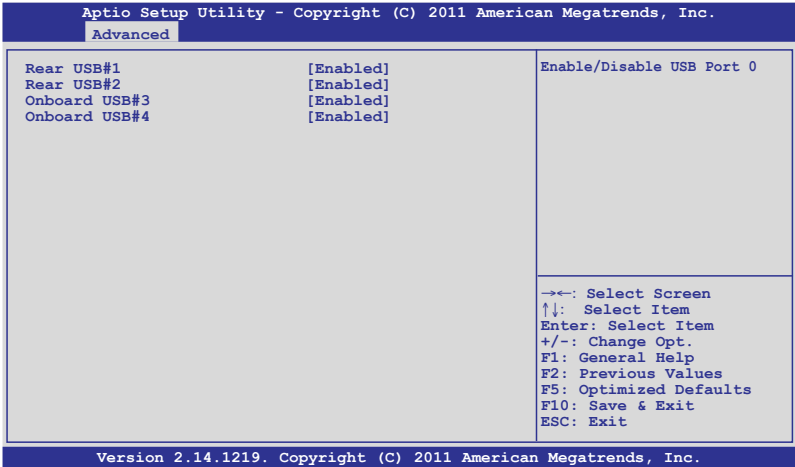 Aptio Setup Utility - Copyright (C) 2011 American Megatrends, Inc.
Advanced
Rear USB#1 [Enabled]
Rear USB#2 [Enabled]
Onboard USB#3 [Enabled]
Onboard USB#4 [Enabled]
Enable/Disable USB Port 0
→←: Select Screen
↑↓: Select Item
Enter: Select Item
+/-: Change Opt.
F1: General Help
F2: Previous Values
F5: Optimized Defaults
F10: Save & Exit
ESC: Exit
Version 2.14.1219. Copyright (C) 2011 American Megatrends, Inc.